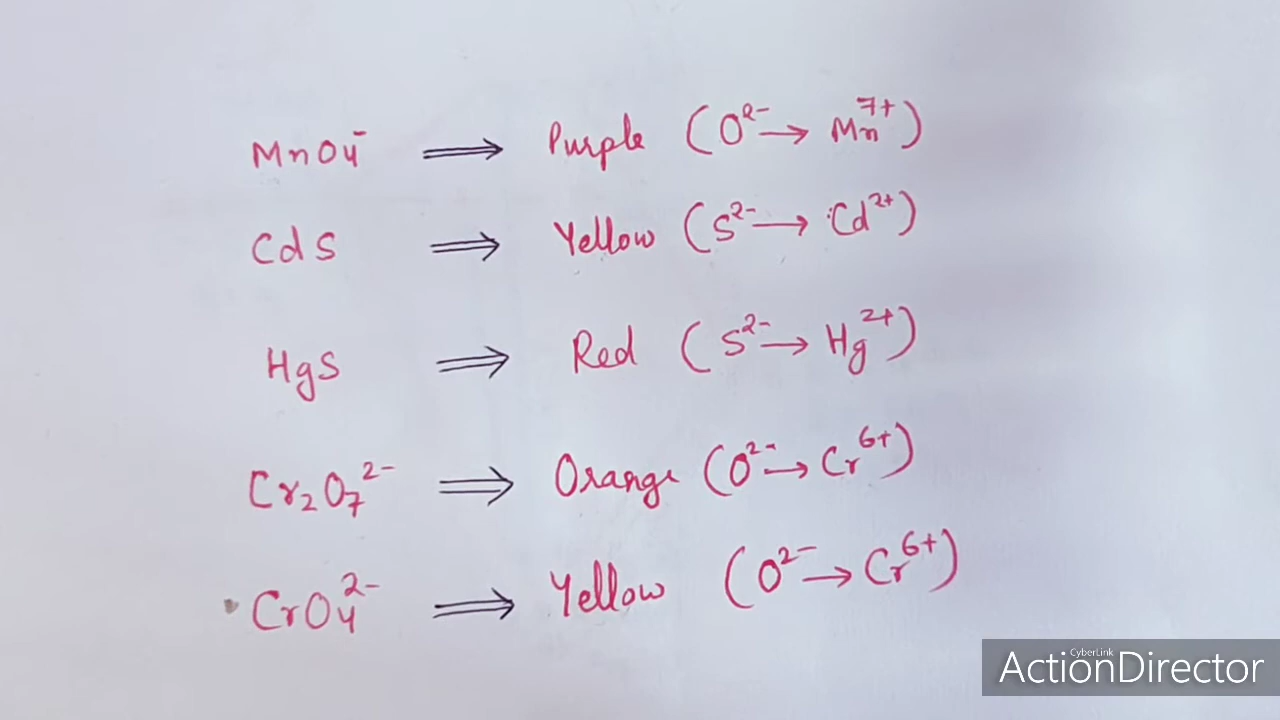 MnO₄⁻ ⟹ Purple (O²⁻ → Mn⁷⁺)
CdS ⟹ Yellow (S²⁻ → Cd²⁺)
HgS ⟹ Red (S²⁻ → Hg²⁺)
Cr₂O₇²⁻ ⟹ Orange (O²⁻ → Cr⁶⁺)
CrO₄²⁻ ⟹ Yellow (O²⁻ → Cr⁶⁺)
CyberLink
ActionDirector